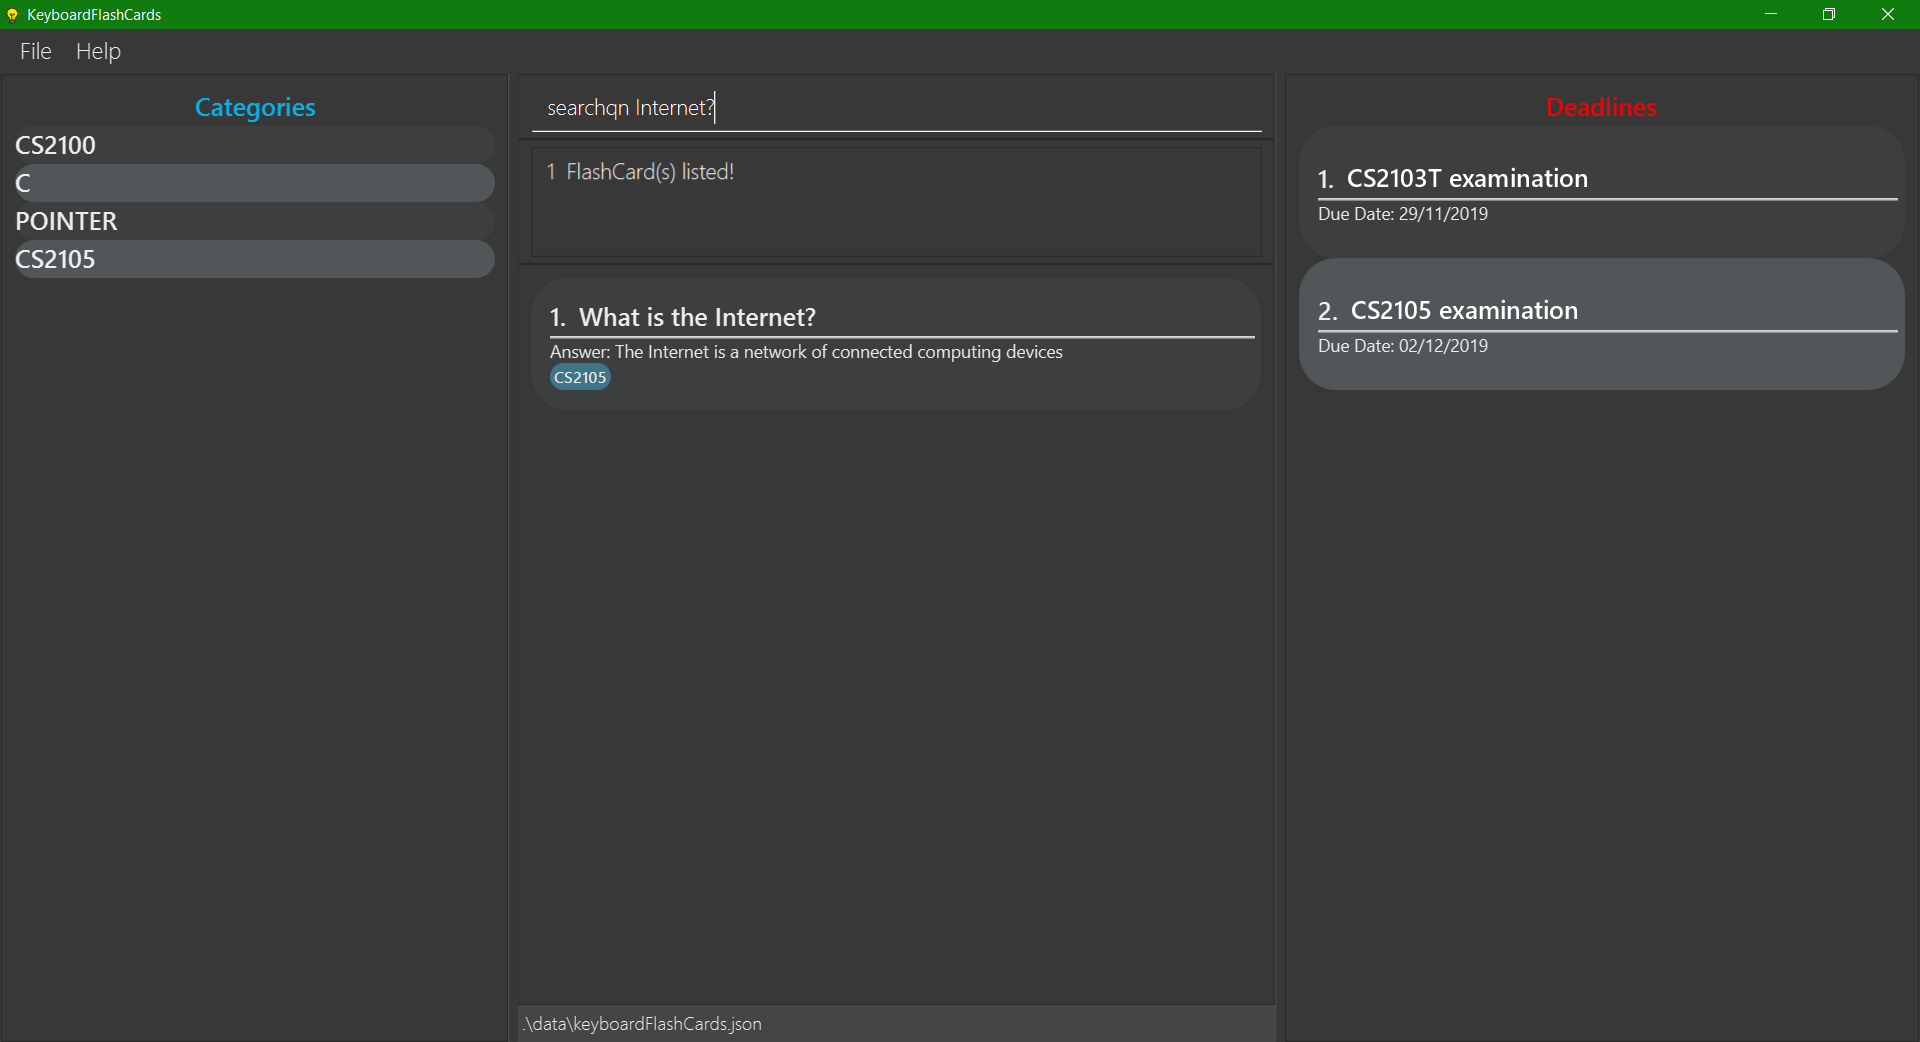 KeyboardFlashCards
File Help
Categories
CS2100
C
POINTER
CS2105
searchqn Internet?
1 FlashCard(s) listed!
1. What is the Internet?
Answer: The Internet is a network of connected computing devices
CS2105
.\data\keyboardFlashCards.json
Deadlines
1. CS2103T examination
Due Date: 29/11/2019
2. CS2105 examination
Due Date: 02/12/2019